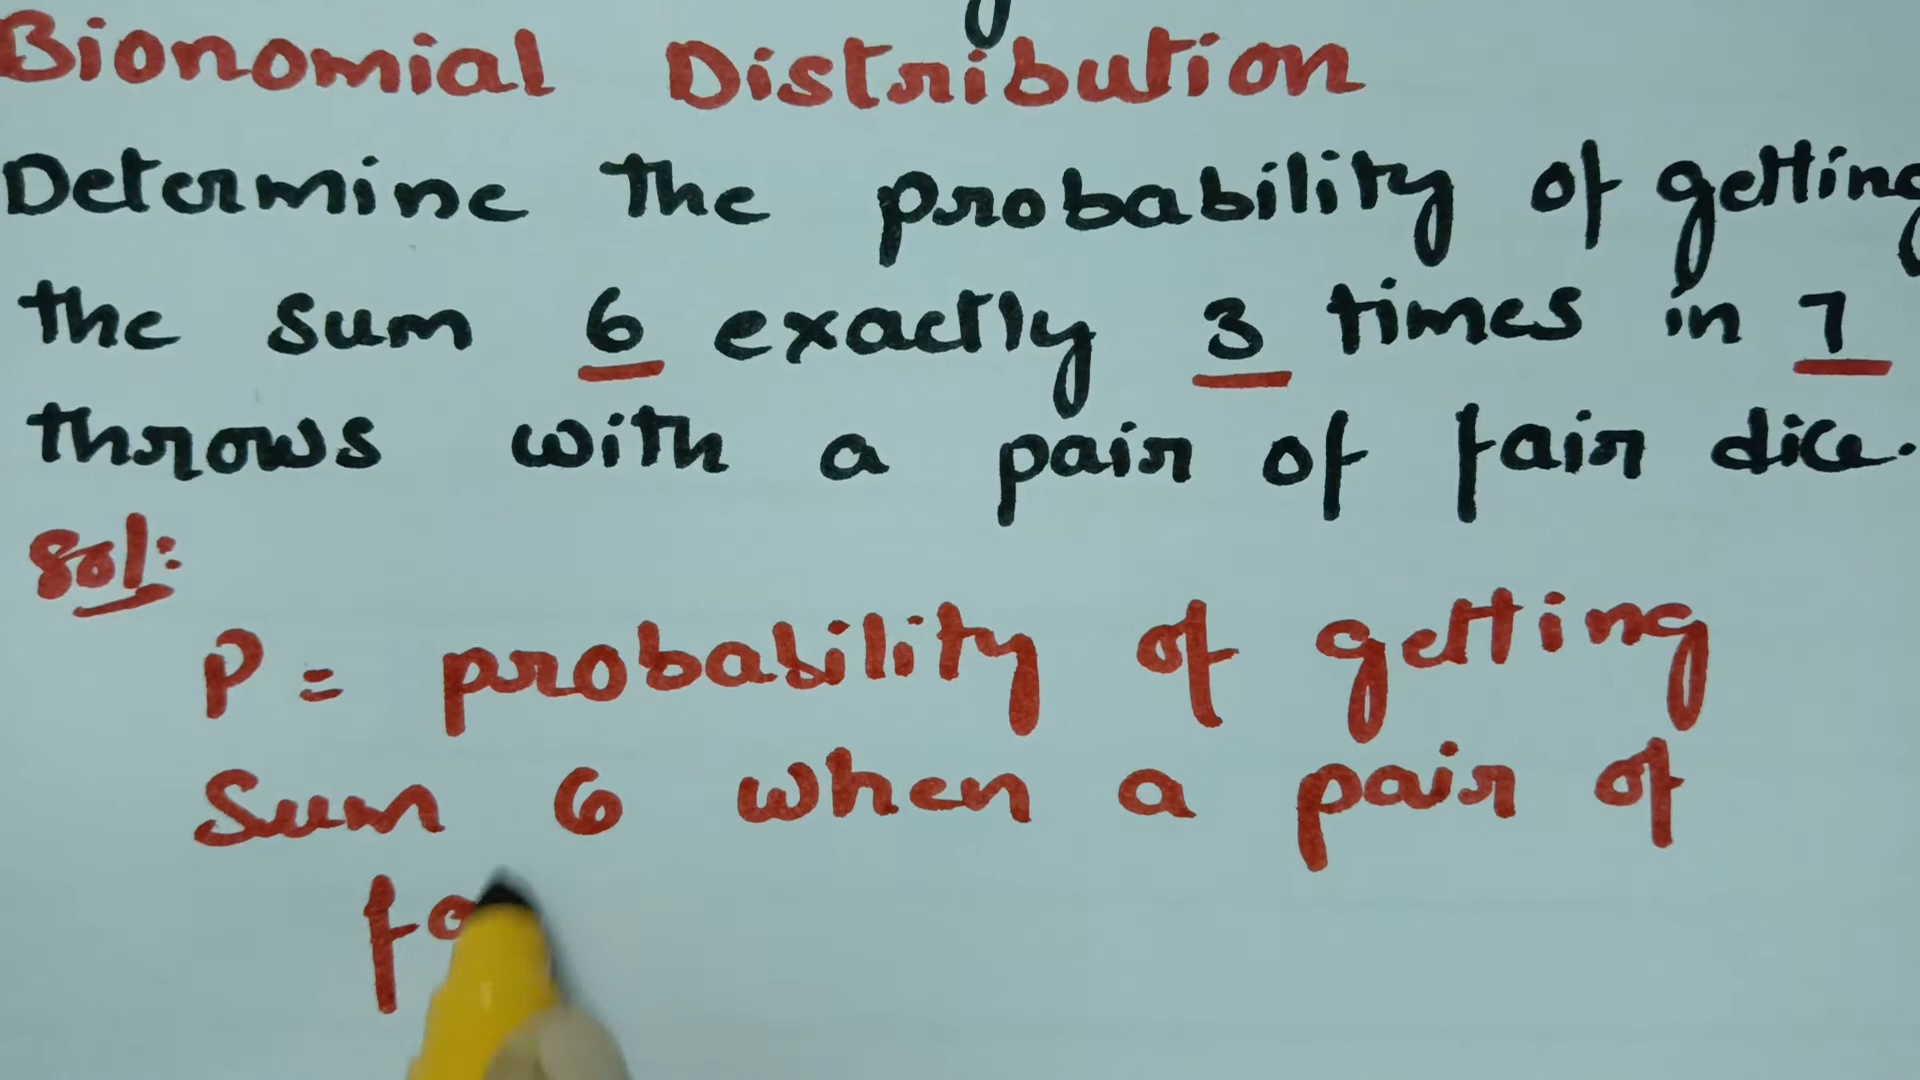 Bionomial Distribution
Determine the probability of getting
the sum 6 exactly 3 times in 7
throws with a pair of fair dice.
Sol:
P = probability of getting
Sum 6 when a pair of